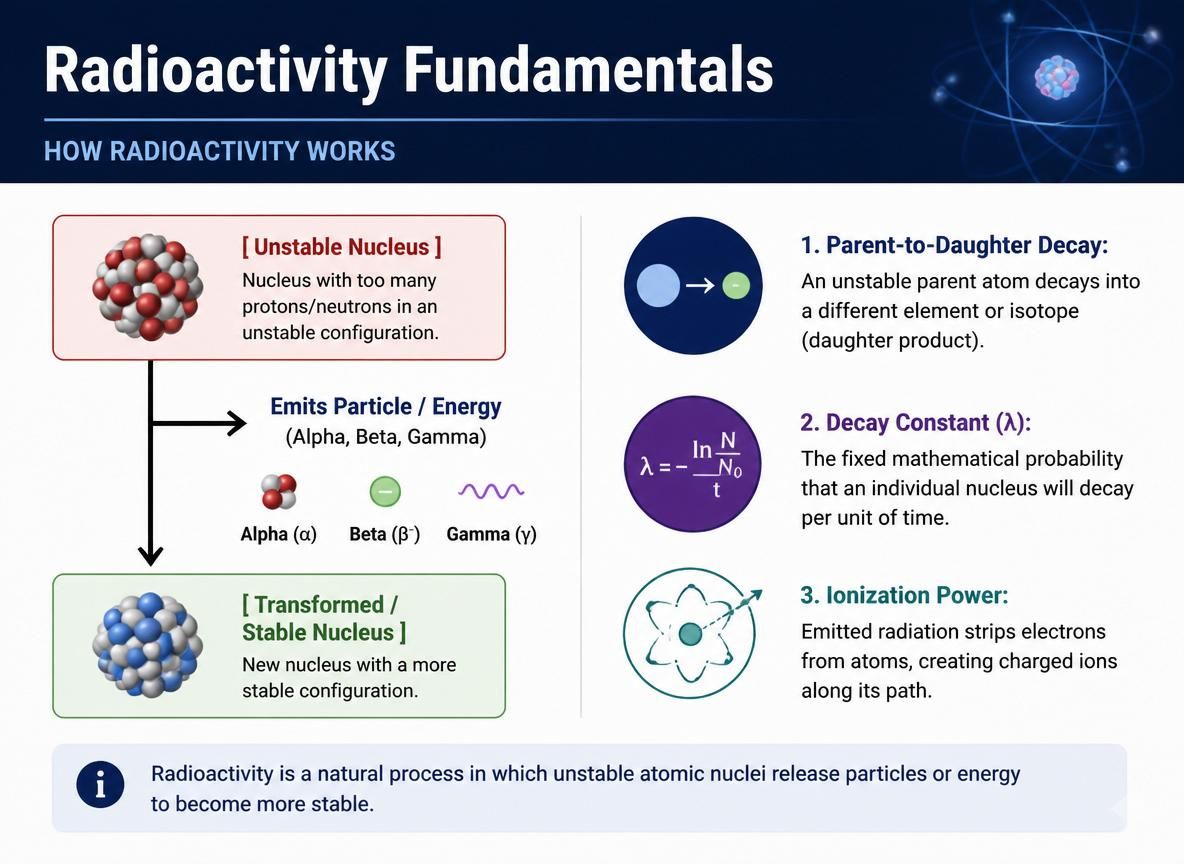 Radioactivity Fundamentals
HOW RADIOACTIVITY WORKS
[ Unstable Nucleus ]
Nucleus with too many
protons/neutrons in an
unstable configuration.
Emits Particle / Energy
(Alpha, Beta, Gamma)
−
Alpha (α) Beta (β⁻) Gamma (γ)
[ Transformed /
Stable Nucleus ]
New nucleus with a more
stable configuration.
-
1. Parent-to-Daughter Decay:
An unstable parent atom decays into
a different element or isotope
(daughter product).
ln N
λ = − N₀
t
2. Decay Constant (λ):
The fixed mathematical probability
that an individual nucleus will decay
per unit of time.
3. Ionization Power:
Emitted radiation strips electrons
from atoms, creating charged ions
along its path.
i
Radioactivity is a natural process in which unstable atomic nuclei release particles or energy
to become more stable.